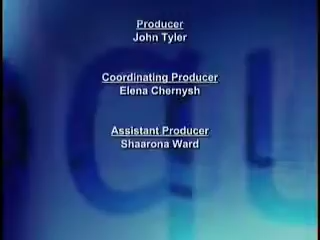 Producer
John Tyler
Coordinating Producer
Elena Chernysh
Assistant Producer
Shaarona Ward